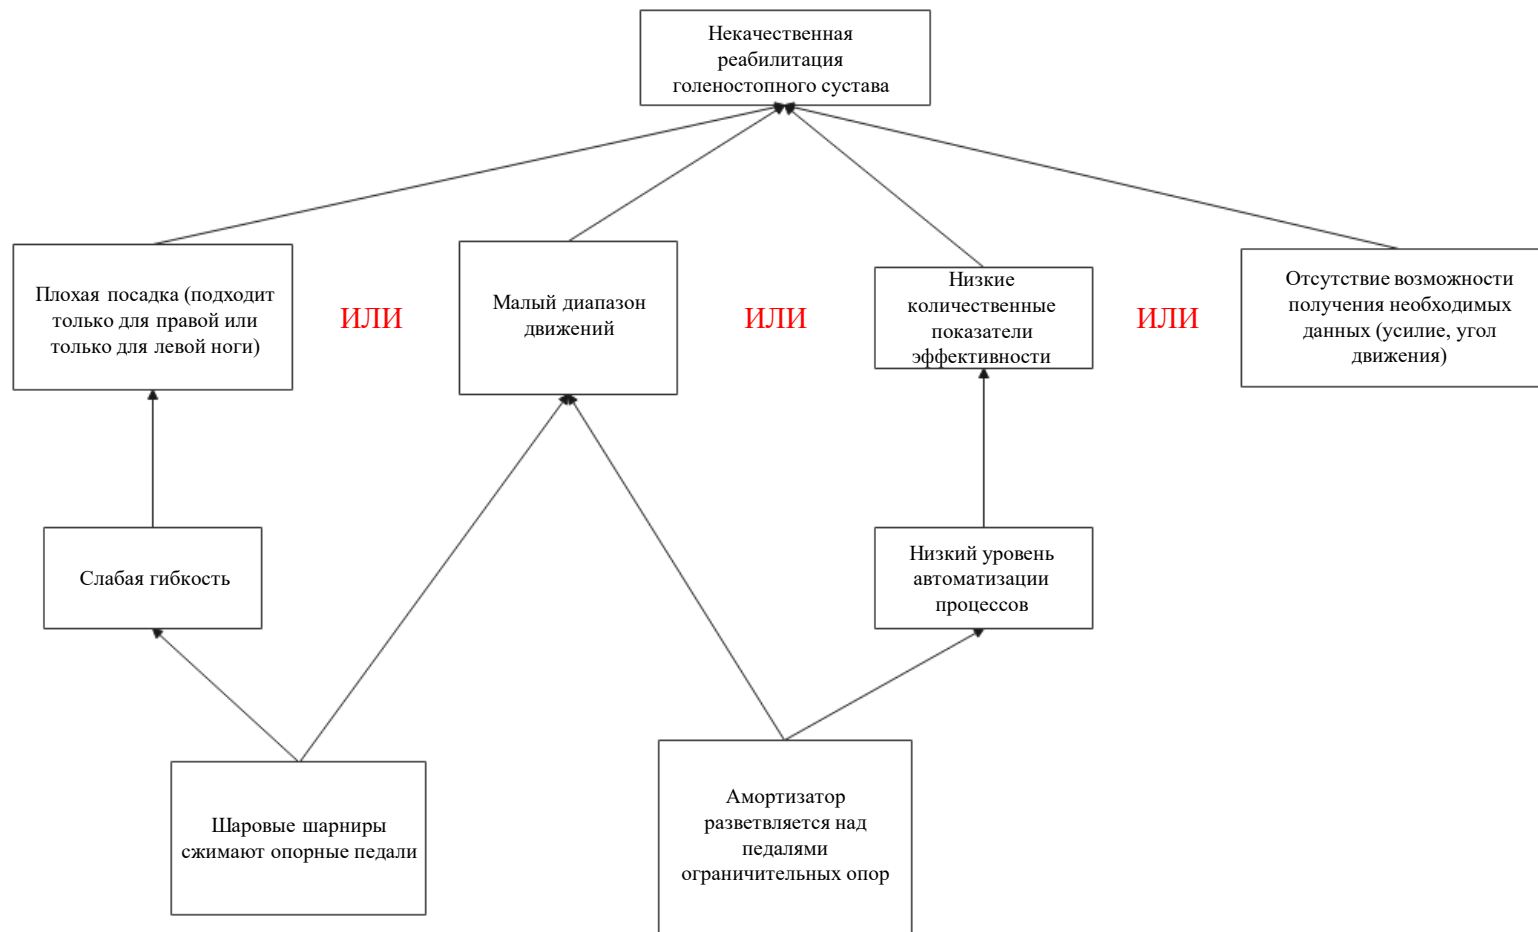 Некачественная
реабилитация
голеностопного сустава
Плохая посадка (подходит
только для правой или
только для левой ноги)
ИЛИ
Малый диапазон
движений
ИЛИ
Низкие
количественные
показатели
эффективности
ИЛИ
Отсутствие возможности
получения необходимых
данных (усилие, угол
движения)
Слабая гибкость
Низкий уровень
автоматизации
процессов
Шаровые шарниры
сжимают опорные педали
Амортизатор
разветвляется над
педалями
ограничительных опор